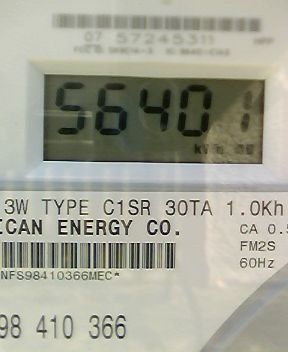 07 57245311
56401
3W TYPE C1SR 30TA 1.0Kh
ICAN ENERGY CO.
CA 0.5
FM2S
60Hz
NFS98410366MEC*
98 410 366